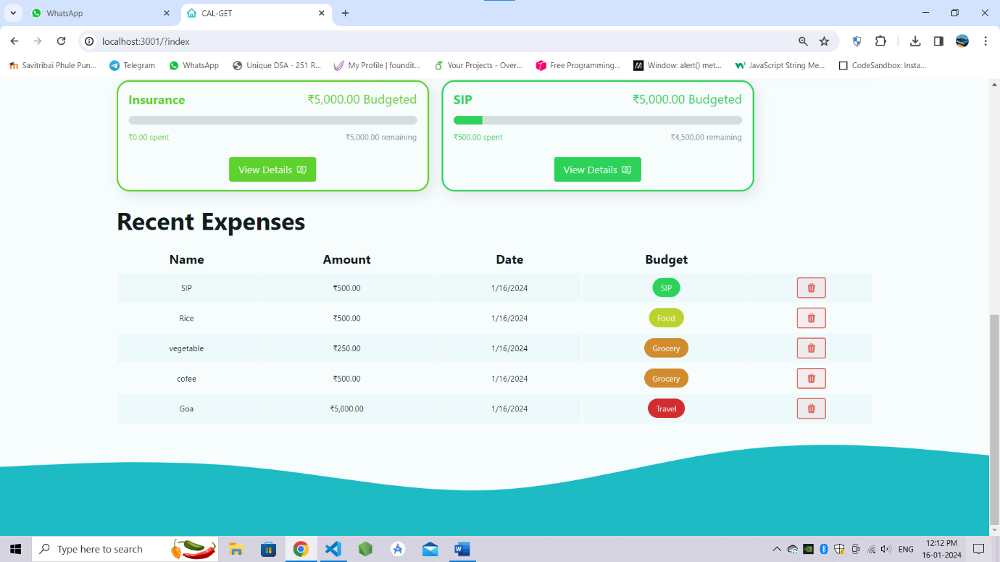 WhatsApp
CAL-GET
localhost:3001/?index
Savitribai Phule Pun...
Telegram
WhatsApp
Unique DSA - 251 R...
My Profile | foundit...
Your Projects - Over...
Free Programming...
Window: alert() met...
JavaScript String Me...
CodeSandbox: Insta...
Insurance ₹5,000.00 Budgeted
₹0.00 spent ₹5,000.00 remaining
View Details
SIP ₹5,000.00 Budgeted
₹500.00 spent ₹4,500.00 remaining
View Details
Recent Expenses
Name Amount Date Budget
SIP ₹500.00 1/16/2024 SIP
Rice ₹500.00 1/16/2024 Food
vegetable ₹250.00 1/16/2024 Grocery
cofee ₹500.00 1/16/2024 Grocery
Goa ₹5,000.00 1/16/2024 Travel
Type here to search
ENG
12:12 PM
16-01-2024